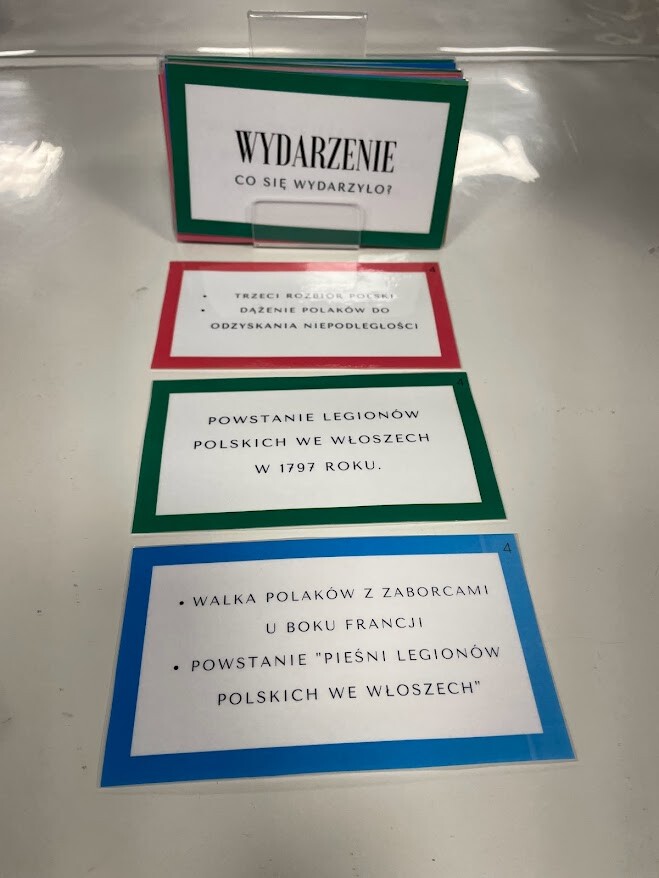 WYDARZENIE
CO SIĘ WYDARZYŁO?
4
• TRZECI ROZBIÓR POLSKI
• DĄŻENIE POLAKÓW DO
ODZYSKANIA NIEPODLEGŁOŚCI
4
POWSTANIE LEGIONÓW
POLSKICH WE WŁOSZECH
W 1797 ROKU.
4
• WALKA POLAKÓW Z ZABORCAMI
U BOKU FRANCJI
• POWSTANIE "PIEŚNI LEGIONÓW
POLSKICH WE WŁOSZECH"